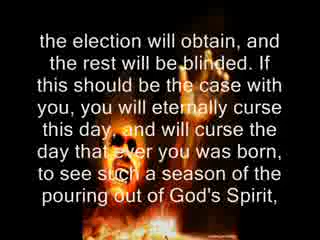 the election will obtain, and
the rest will be blinded. If
this should be the case with
you, you will eternally curse
this day, and will curse the
day that ever you was born,
to see such a season of the
pouring out of God's Spirit,